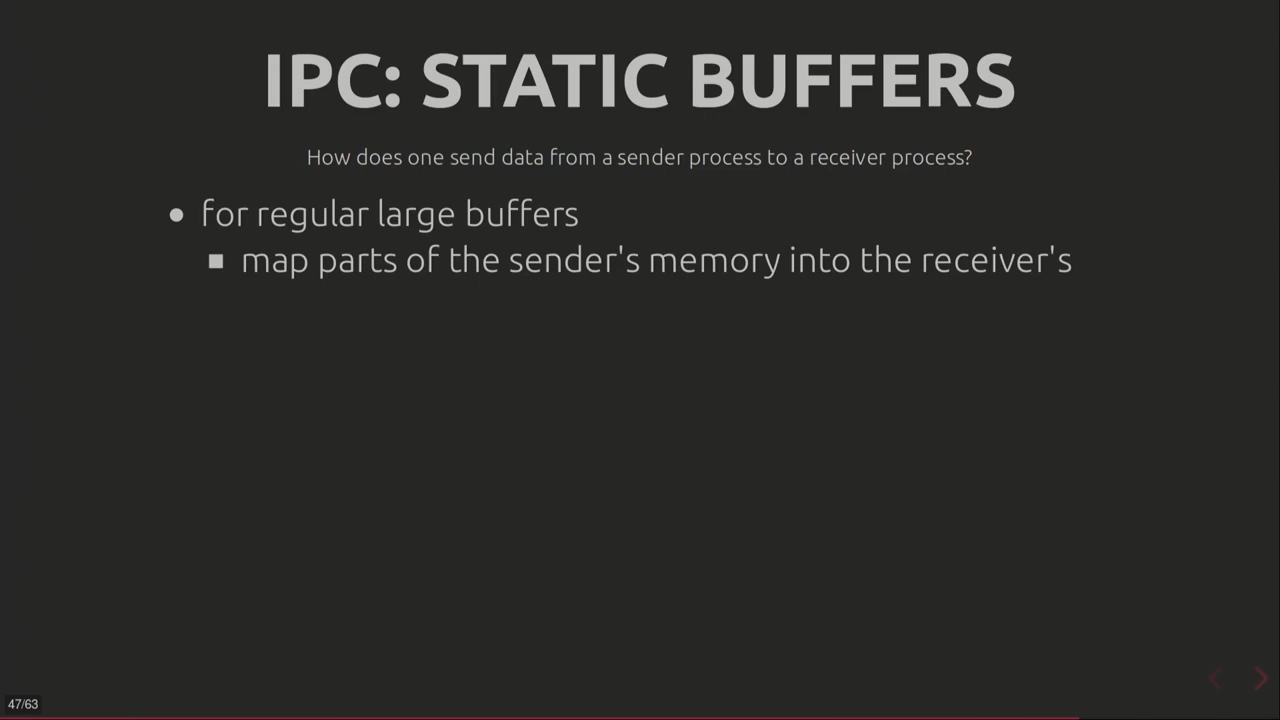 IPC: STATIC BUFFERS
How does one send data from a sender process to a receiver process?
for regular large buffers
map parts of the sender's memory into the receiver's
47/63